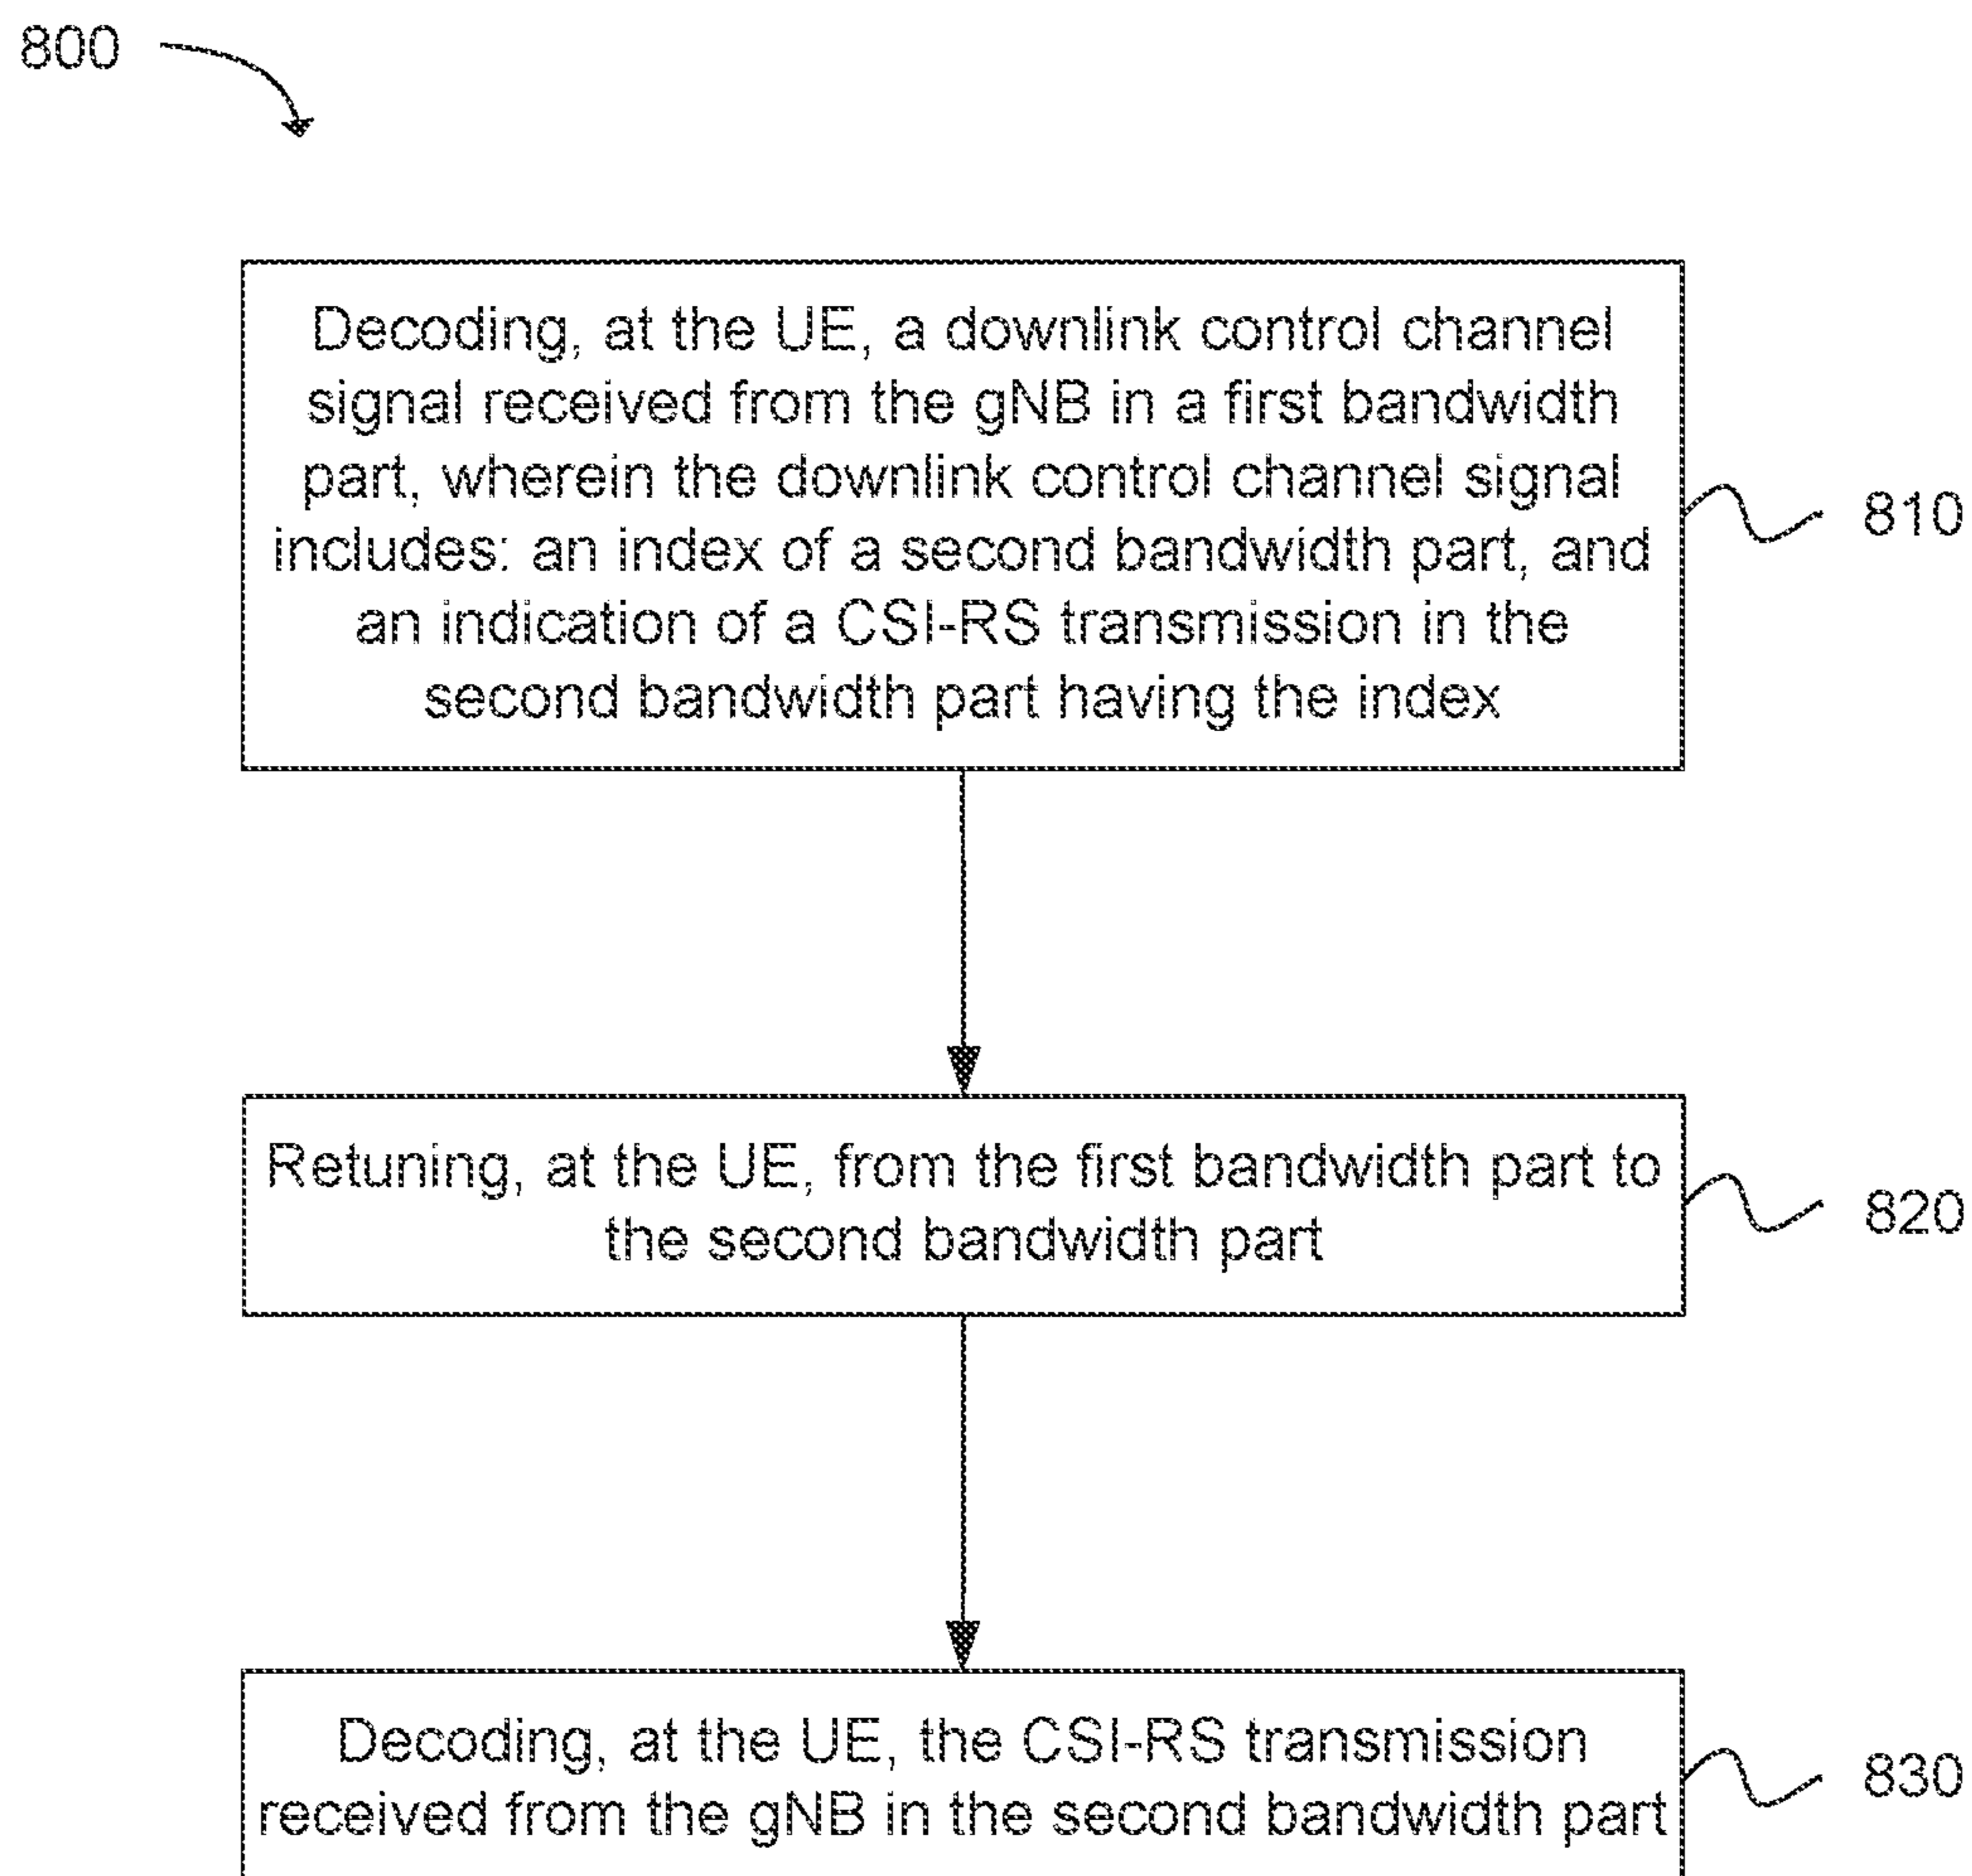 800
Decoding, at the UE, a downlink control channel
signal received from the gNB in a first bandwidth
part, wherein the downlink control channel signal
includes: an index of a second bandwidth part, and
an indication of a CSI-RS transmission in the
second bandwidth part having the index
810
Retuning, at the UE, from the first bandwidth part to
the second bandwidth part
820
Decoding, at the UE, the CSI-RS transmission
received from the gNB in the second bandwidth part
830